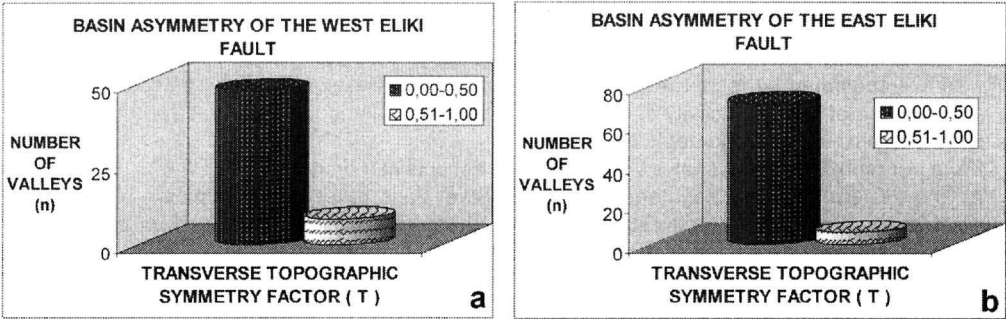 BASIN ASYMMETRY OF THE WEST ELIKI
FAULT
50
25
0
NUMBER
OF
VALLEYS
(n)
0,00-0,50
0,51-1,00
TRANSVERSE TOPOGRAPHIC
SYMMETRY FACTOR ( T )
a
BASIN ASYMMETRY OF THE EAST ELIKI
FAULT
80
60
40
20
0
NUMBER
OF
VALLEYS
(n)
0,00-0,50
0,51-1,00
TRANSVERSE TOPOGRAPHIC
SYMMETRY FACTOR ( T )
b